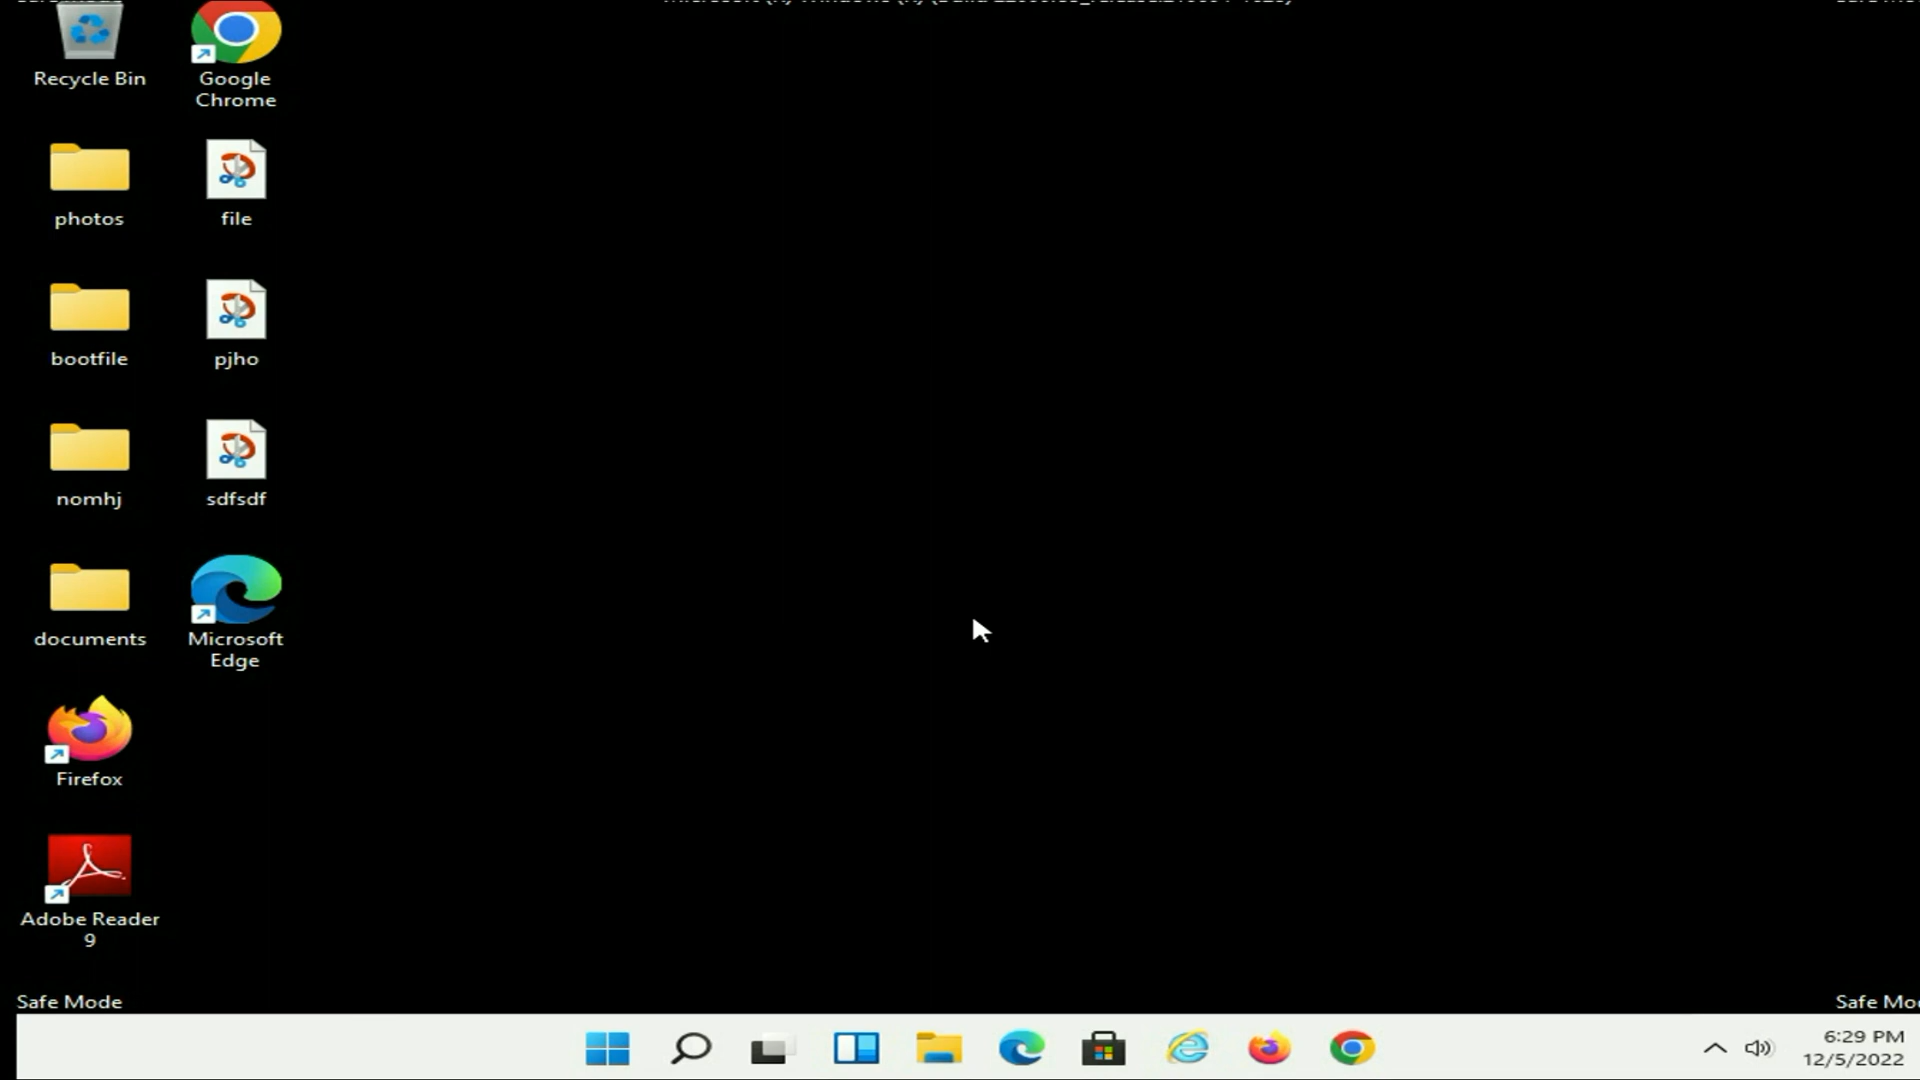 Recycle Bin
Google
Chrome
photos
file
bootfile
pjho
nomhj
sdfsdf
documents
Microsoft
Edge
Firefox
Adobe Reader
9
Safe Mode
Safe Mo
6:29 PM
12/5/2022